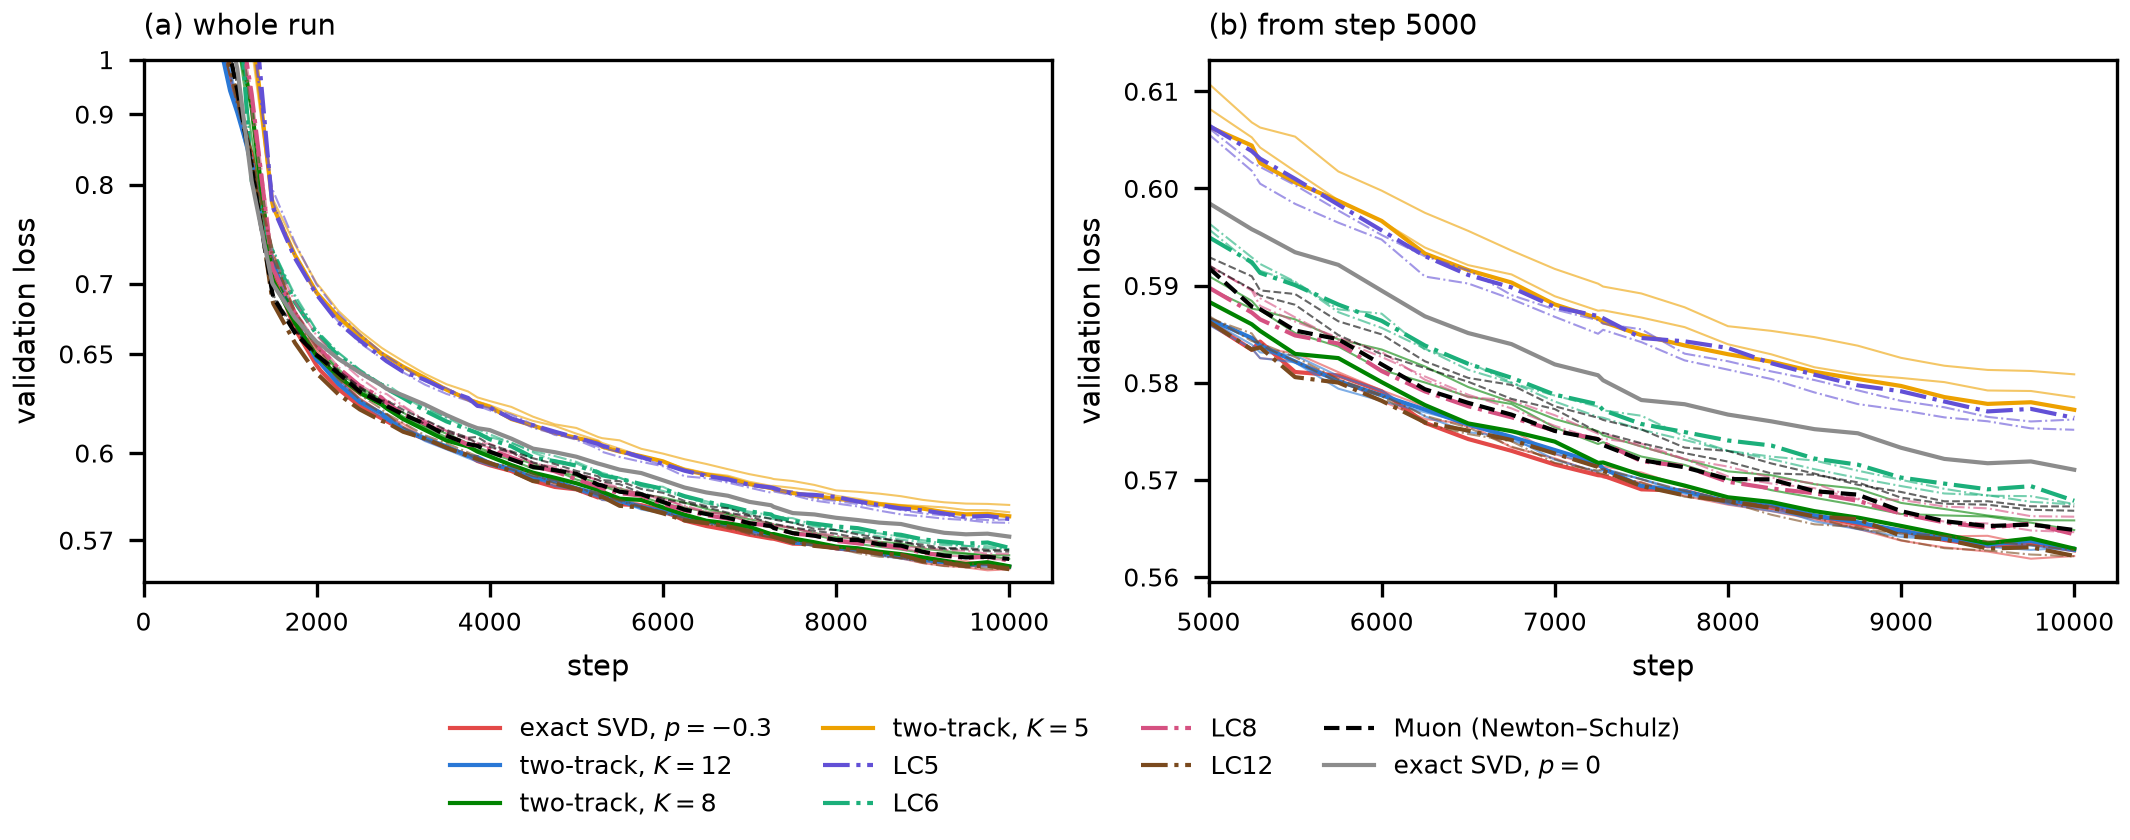 (a) whole run
(b) from step 5000
1
0.9
0.8
0.7
0.65
0.6
0.57
validation loss
0
2000
4000
6000
8000
10000
step
0.61
0.60
0.59
0.58
0.57
0.56
validation loss
5000
6000
7000
8000
9000
10000
step
exact SVD, p = −0.3
two-track, K = 12
two-track, K = 8
two-track, K = 5
LC5
LC6
LC8
LC12
Muon (Newton–Schulz)
exact SVD, p = 0